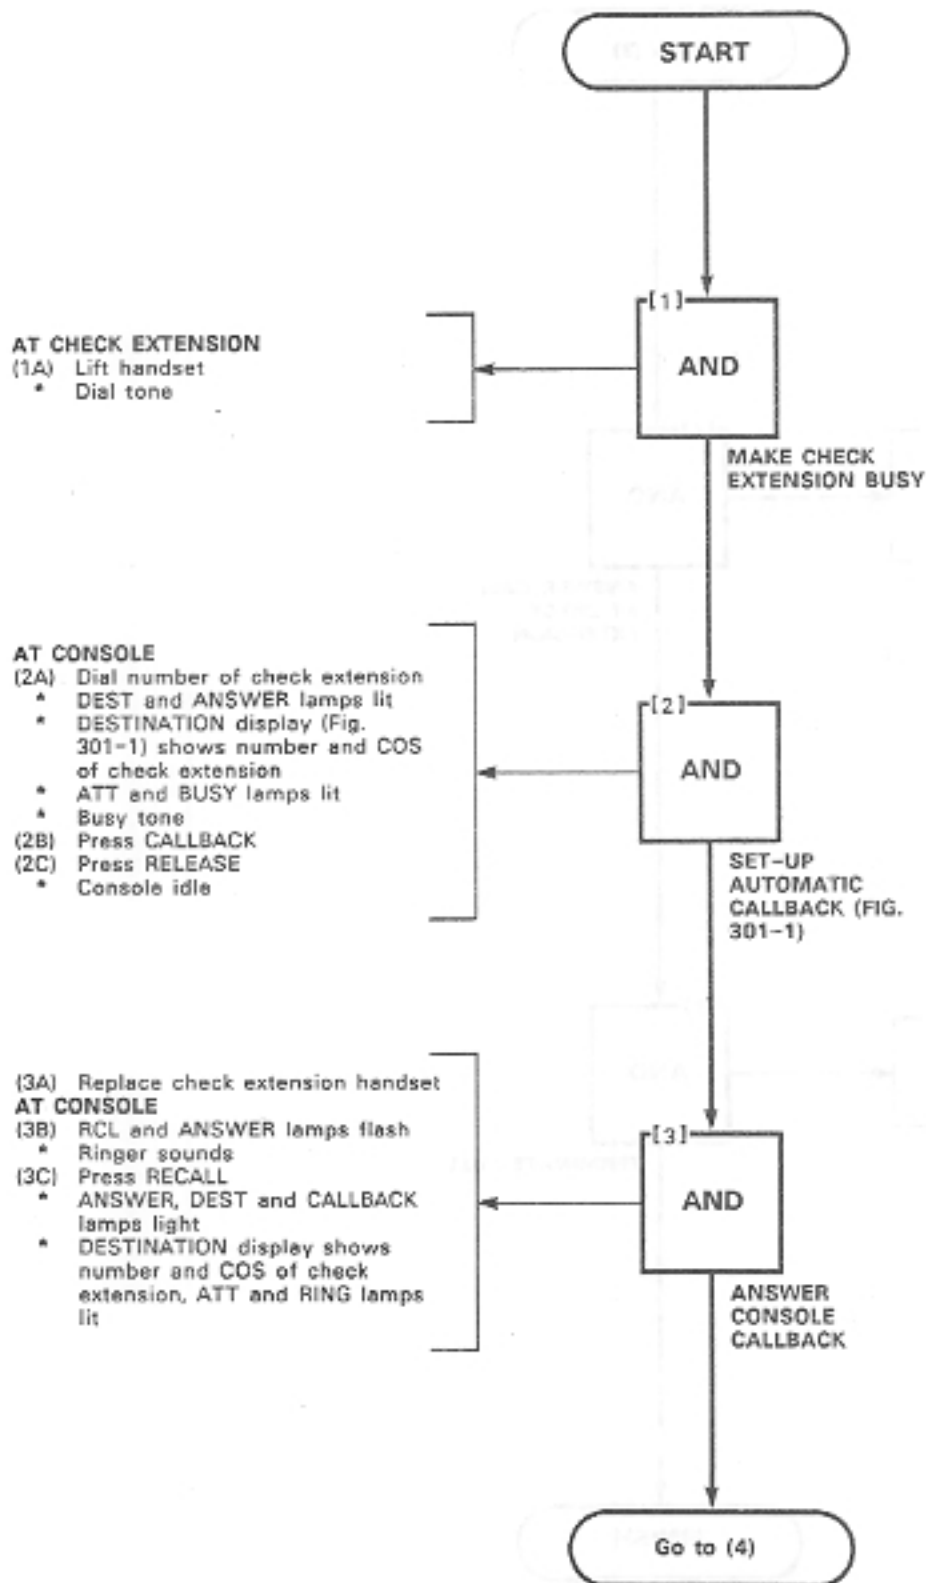 START
[1]
AND
AT CHECK EXTENSION
(1A) Lift handset
* Dial tone
MAKE CHECK
EXTENSION BUSY
[2]
AND
AT CONSOLE
(2A) Dial number of check extension
* DEST and ANSWER lamps lit
* DESTINATION display (Fig.
301-1) shows number and COS
of check extension
* ATT and BUSY lamps lit
* Busy tone
(2B) Press CALLBACK
(2C) Press RELEASE
* Console idle
SET-UP
AUTOMATIC
CALLBACK (FIG.
301-1)
[3]
AND
(3A) Replace check extension handset
AT CONSOLE
(3B) RCL and ANSWER lamps flash
* Ringer sounds
(3C) Press RECALL
* ANSWER, DEST and CALLBACK
lamps light
* DESTINATION display shows
number and COS of check
extension, ATT and RING lamps
lit
ANSWER
CONSOLE
CALLBACK
Go to (4)